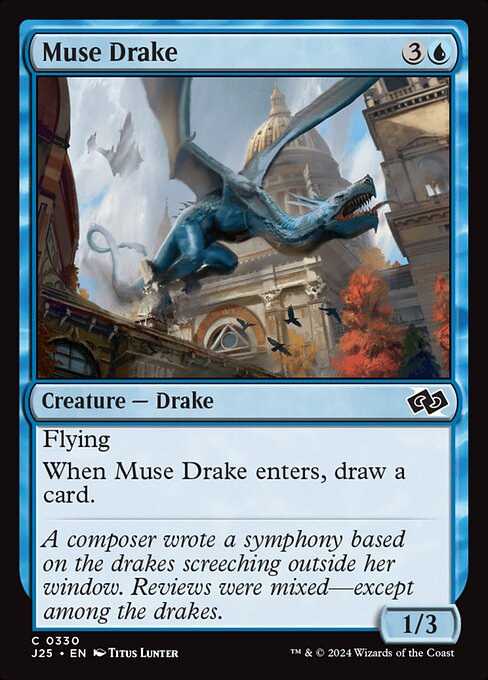 Muse Drake 3
Creature — Drake
Flying
When Muse Drake enters, draw a
card.
A composer wrote a symphony based
on the drakes screeching outside her
window. Reviews were mixed—except
among the drakes.
1/3
C 0330
J25 • EN Titus Lunter
™ & © 2024 Wizards of the Coast